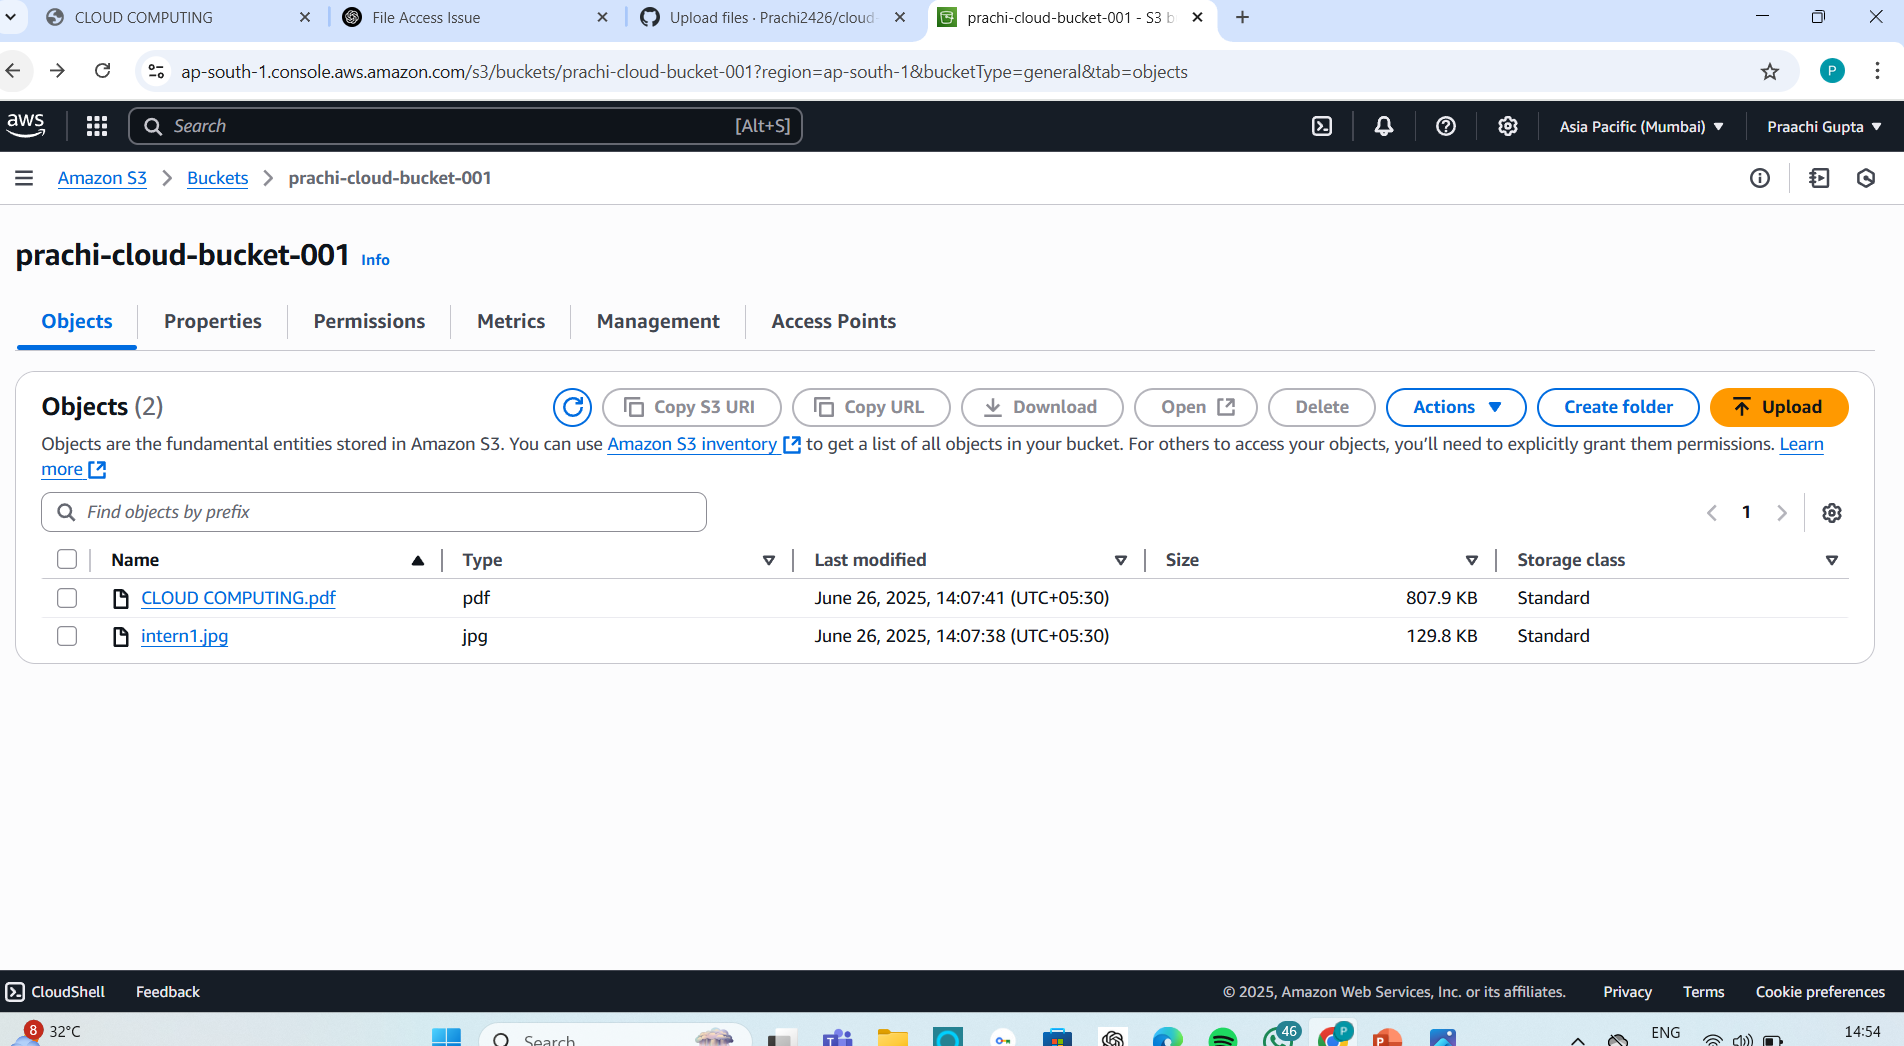 CLOUD COMPUTING
File Access Issue
Upload files · Prachi2426/cloud-
prachi-cloud-bucket-001 - S3 b
ap-south-1.console.aws.amazon.com/s3/buckets/prachi-cloud-bucket-001?region=ap-south-1&bucketType=general&tab=objects
P
aws
Search
[Alt+S]
Asia Pacific (Mumbai)
Praachi Gupta
Amazon S3
Buckets
prachi-cloud-bucket-001
prachi-cloud-bucket-001 Info
Objects
Properties
Permissions
Metrics
Management
Access Points
Objects (2)
Copy S3 URI
Copy URL
Download
Open
Delete
Actions
Create folder
Upload
Objects are the fundamental entities stored in Amazon S3. You can use Amazon S3 inventory to get a list of all objects in your bucket. For others to access your objects, you’ll need to explicitly grant them permissions. Learn
more
Find objects by prefix
1
Name Type Last modified Size Storage class
CLOUD COMPUTING.pdf pdf June 26, 2025, 14:07:41 (UTC+05:30) 807.9 KB Standard
intern1.jpg jpg June 26, 2025, 14:07:38 (UTC+05:30) 129.8 KB Standard
CloudShell
Feedback
© 2025, Amazon Web Services, Inc. or its affiliates.
Privacy
Terms
Cookie preferences
8
32°C
Search
T
46
P
P
ENG
14:54